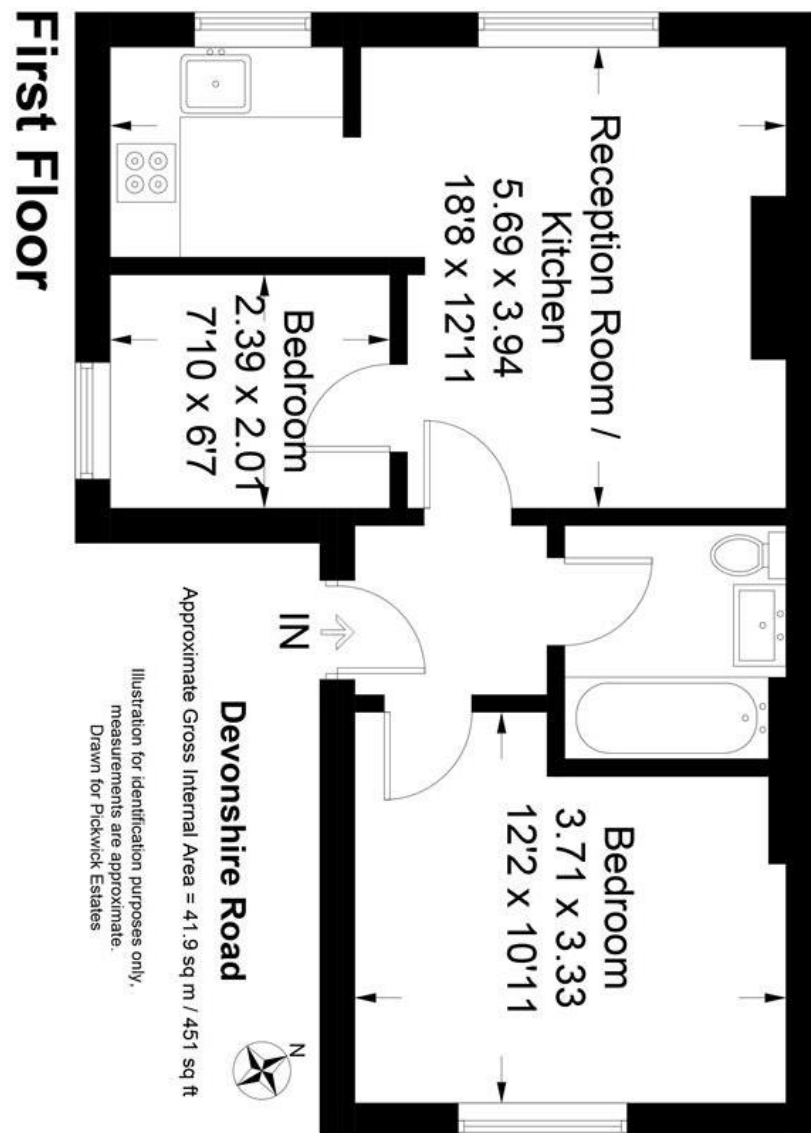 Reception Room /
Kitchen
5.69 x 3.94
18'8 x 12'11
Bedroom
2.39 x 2.01
7'10 x 6'7
Bedroom
3.71 x 3.33
12'2 x 10'11
IN
First Floor
Devonshire Road
Approximate Gross Internal Area = 41.9 sq m / 451 sq ft
Illustration for identification purposes only,
measurements are approximate.
Drawn for Pickwick Estates
N